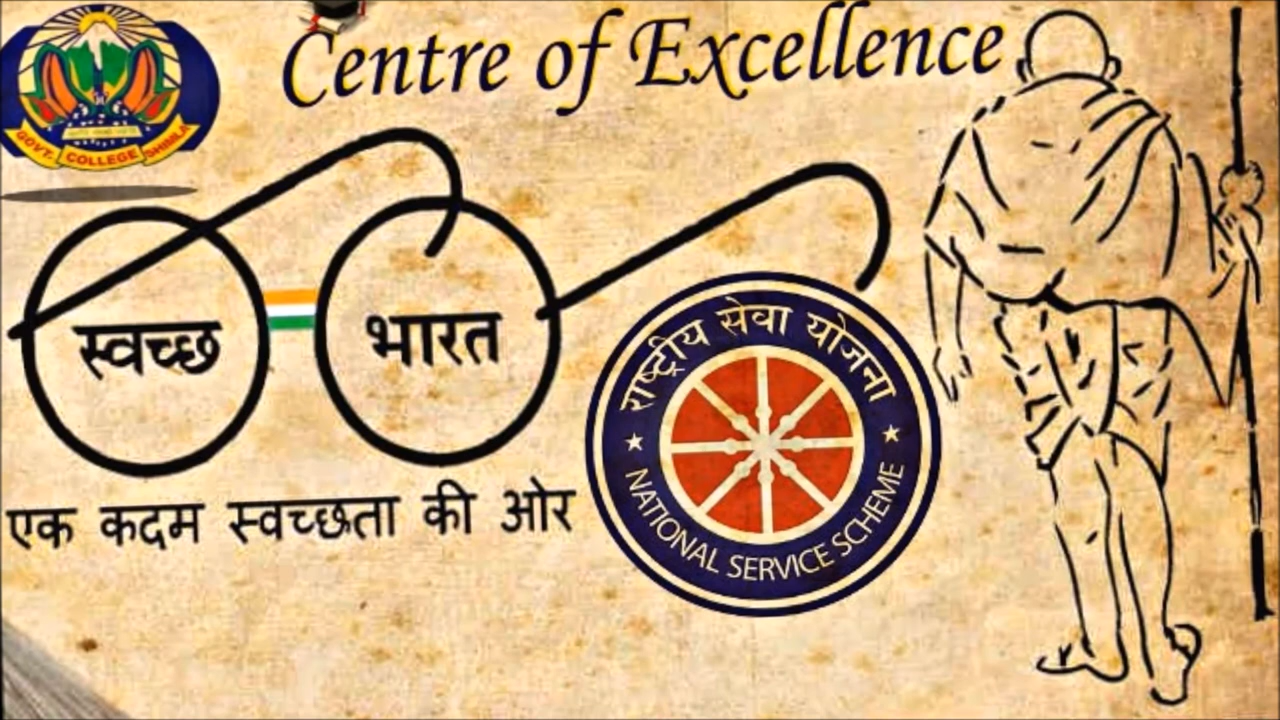 Centre of Excellence
GOVT. COLLEGE SHIMLA
स्वच्छ भारत
एक कदम स्वच्छता की ओर
राष्ट्रीय सेवा योजना
NATIONAL SERVICE SCHEME